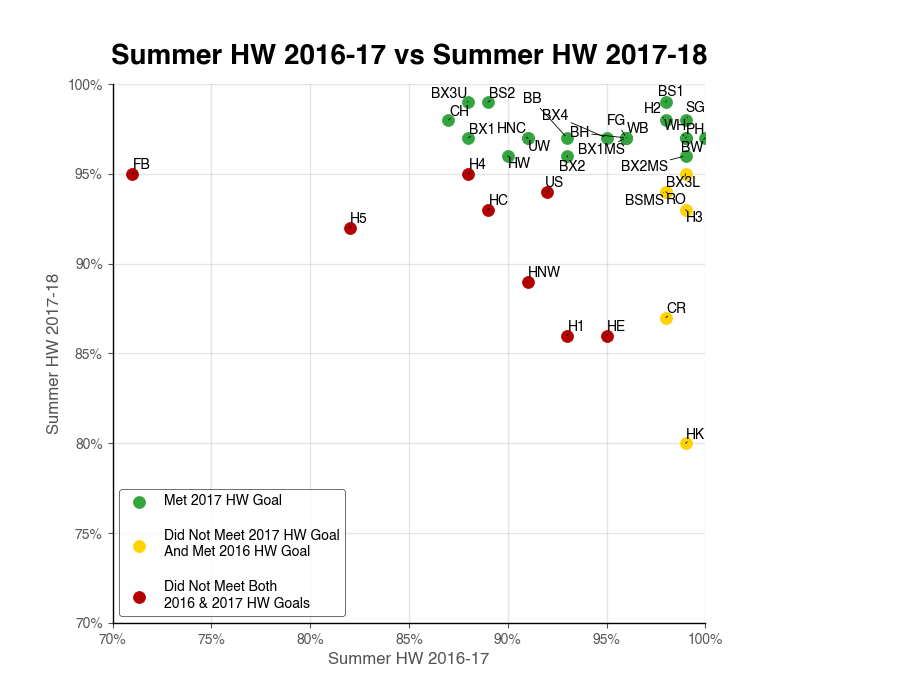 Summer HW 2016-17 vs Summer HW 2017-18
100%
95%
90%
85%
80%
75%
70%
Summer HW 2017-18
BX3U
BS2
BB
BS1
CH
BX4
H2
SG
BX1
HNC
BH
FG
WB
WH
PH
UW
BX1MS
BW
HW
BX2
BX2MS
FB
H4
US
BX3L
HC
BSMS
RO
H5
H3
HNW
CR
H1
HE
HK
Met 2017 HW Goal
Did Not Meet 2017 HW Goal
And Met 2016 HW Goal
Did Not Meet Both
2016 & 2017 HW Goals
70%
75%
80%
85%
90%
95%
100%
Summer HW 2016-17